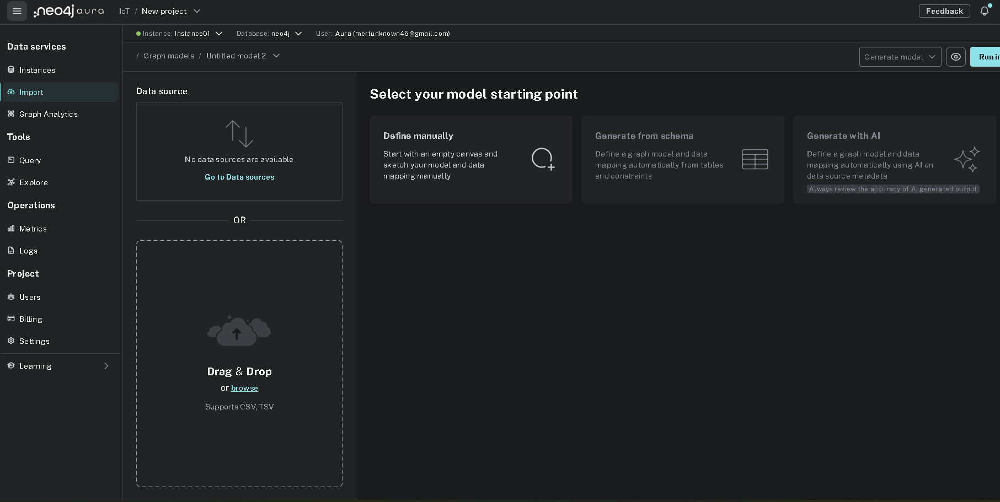 neo4j aura
IoT / New project
Feedback
Data services
Instances
Import
Graph Analytics
Tools
Query
Explore
Operations
Metrics
Logs
Project
Users
Billing
Settings
Learning
Instance: Instance01
Database: neo4j
User: Aura (mertunknown45@gmail.com)
/ Graph models / Untitled model 2
Generate model
Run in
Data source
No data sources are available
Go to Data sources
OR
Drag & Drop
or browse
Supports CSV, TSV
Select your model starting point
Define manually
Start with an empty canvas and
sketch your model and data
mapping manually
Generate from schema
Define a graph model and data
mapping automatically from tables
and constraints
Generate with AI
Define a graph model and data
mapping automatically using AI on
data source metadata
Always review the accuracy of AI generated output